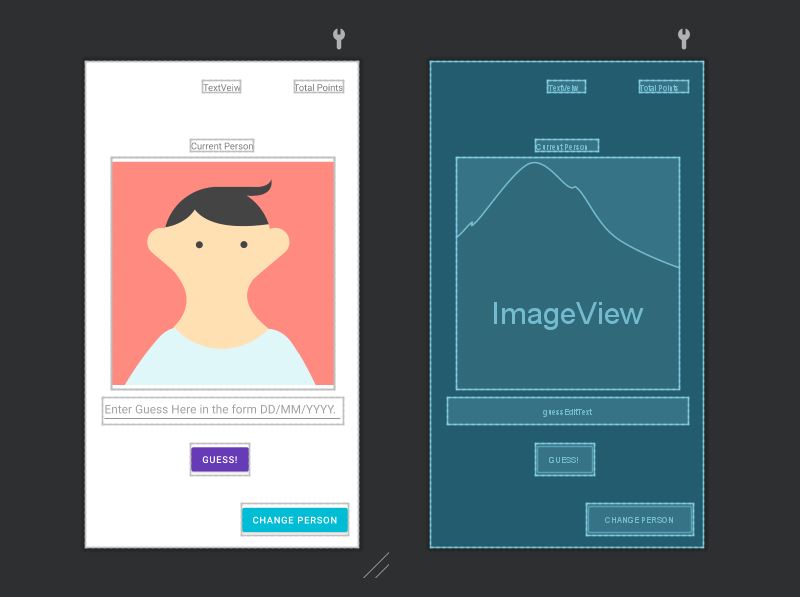 TextVeiw
Total Points
Current Person
Enter Guess Here in the form DD/MM/YYYY.
GUESS!
CHANGE PERSON
TextVeiw
Total Points
Current Person
ImageView
guessEditText
GUESS!
CHANGE PERSON